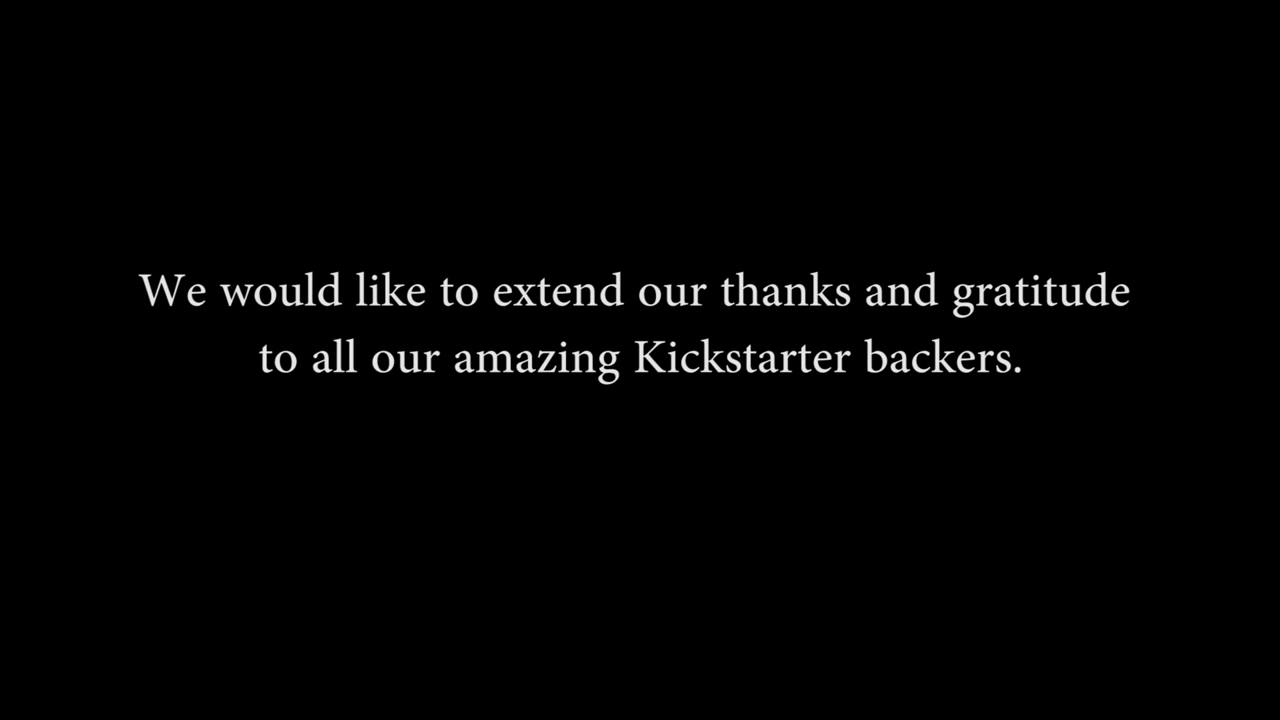 We would like to extend our thanks and gratitude
to all our amazing Kickstarter backers.